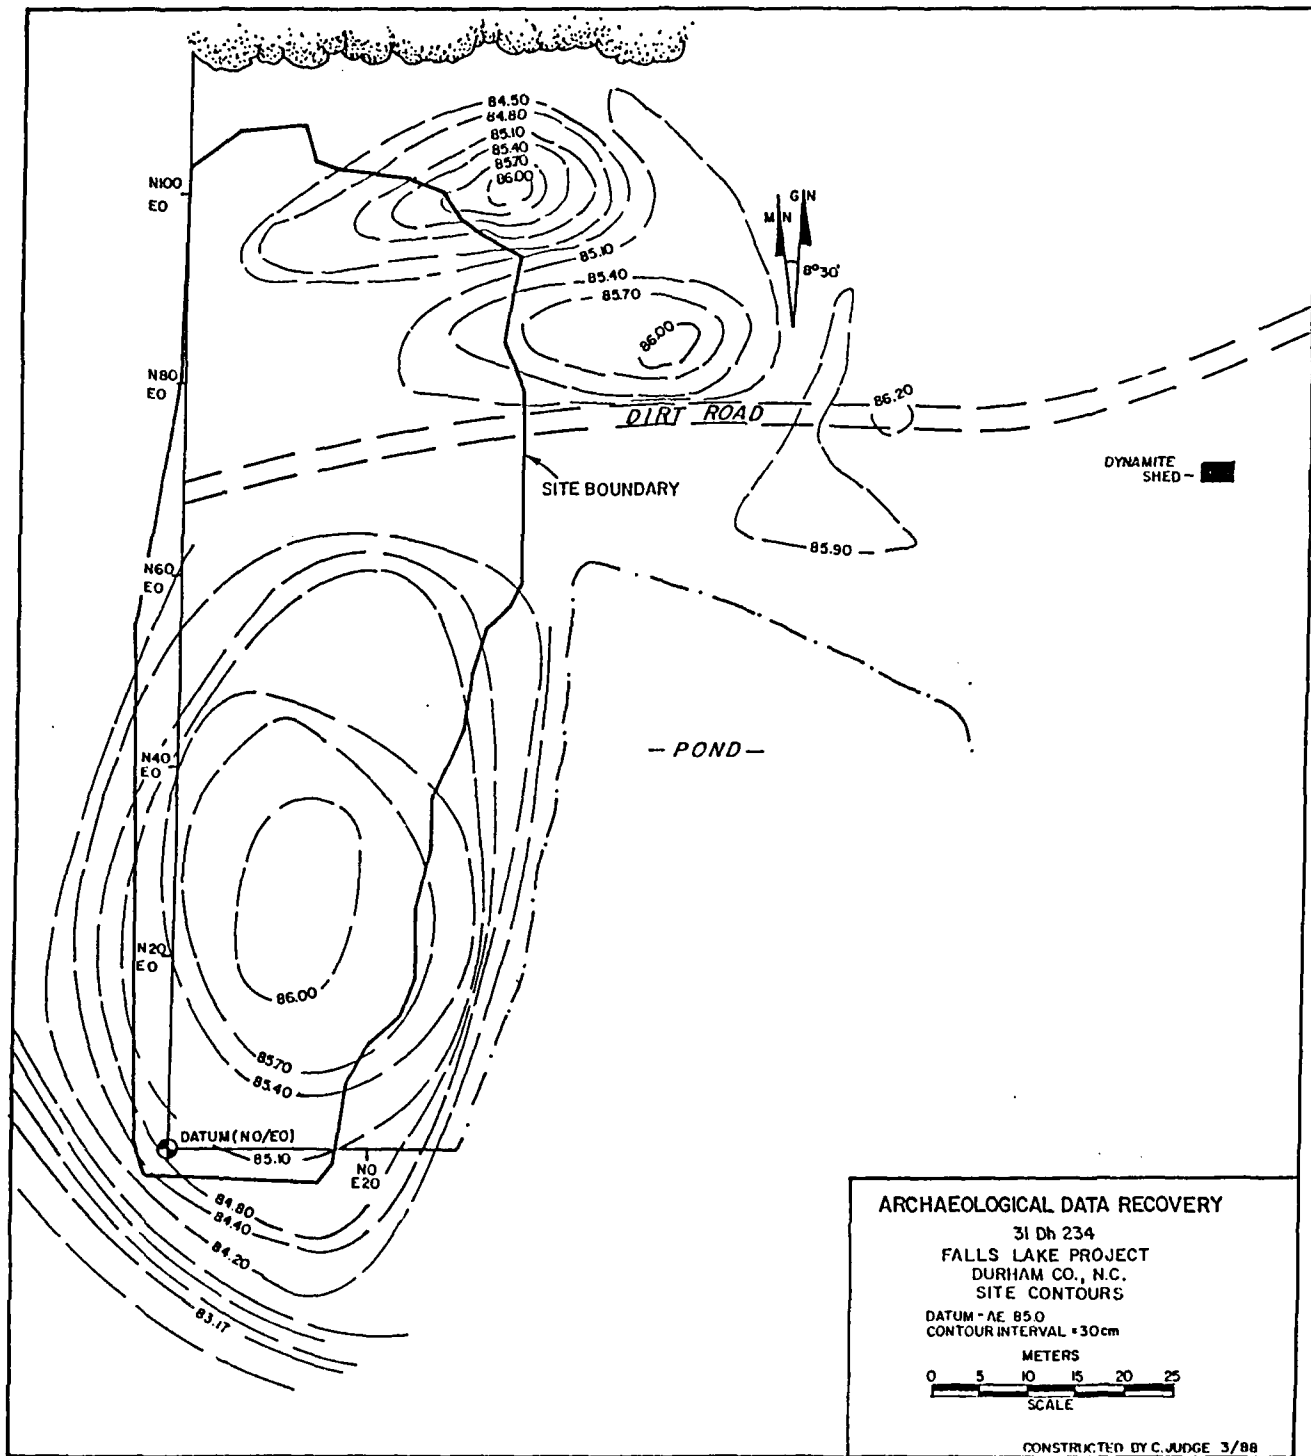 84.50
84.80
85.10
85.40
85.70
86.00
N100
E0
MN
GN
8°30'
85.10
85.40
85.70
86.00
N80
E0
86.20
DIRT ROAD
DYNAMITE
SHED-
SITE BOUNDARY
85.90
N60
E0
-POND-
N40
E0
N20
E0
86.00
85.70
85.40
DATUM(N0/E0)
85.10
N0
E20
84.80
84.40
84.20
83.17
ARCHAEOLOGICAL DATA RECOVERY
31 Dh 234
FALLS LAKE PROJECT
DURHAM CO., N.C.
SITE CONTOURS
DATUM - AE 85.0
CONTOUR INTERVAL = 30cm
METERS
0 5 10 15 20 25
SCALE
CONSTRUCTED BY C. JUDGE 3/88